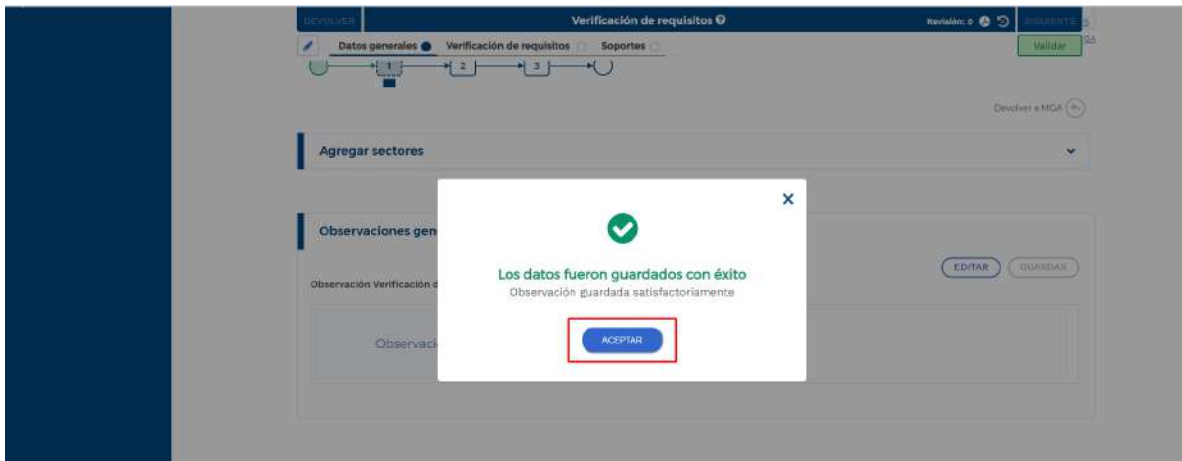 DEVOLVER Verificación de requisitos Revisión: 0 SIGUIENTE
Datos generales Verificación de requisitos Soportes Validar
1 2 3
Devolver a MGA
Agregar sectores
Observaciones gen
EDITAR GUARDAR
Observación Verificación d
Observaci
Los datos fueron guardados con éxito
Observación guardada satisfactoriamente
ACEPTAR